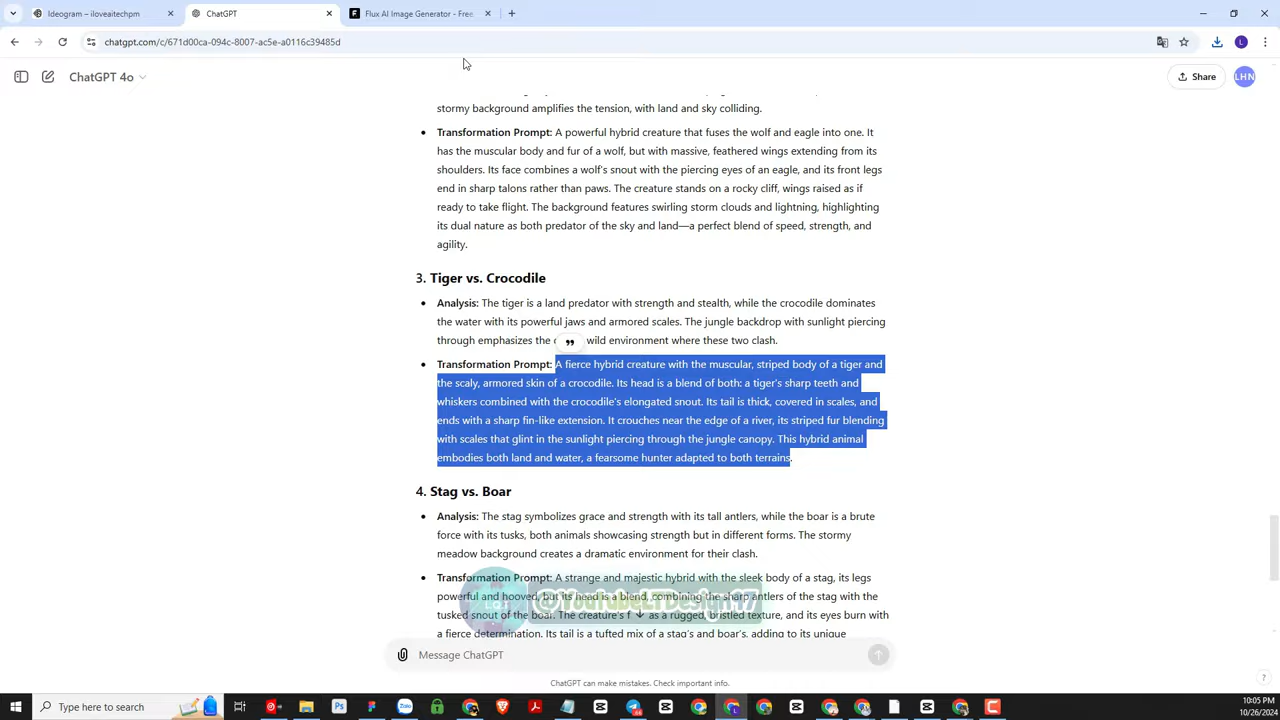 Ideogram – iloveaitechpm
ChatGPT
Flux AI Image Generator - Free
chatgpt.com/c/671d00ca-094c-8007-ac5e-a0116c39485d
ChatGPT 4o
Share
LHN
stormy background amplifies the tension, with land and sky colliding.
• Transformation Prompt: A powerful hybrid creature that fuses the wolf and eagle into one. It
has the muscular body and fur of a wolf, but with massive, feathered wings extending from its
shoulders. Its face combines a wolf's snout with the piercing eyes of an eagle, and its front legs
end in sharp talons rather than paws. The creature stands on a rocky cliff, wings raised as if
ready to take flight. The background features swirling storm clouds and lightning, highlighting
its dual nature as both predator of the sky and land—a perfect blend of speed, strength, and
agility.
3. Tiger vs. Crocodile
• Analysis: The tiger is a land predator with strength and stealth, while the crocodile dominates
the water with its powerful jaws and armored scales. The jungle backdrop with sunlight piercing
through emphasizes the wild environment where these two clash.
• Transformation Prompt: A fierce hybrid creature with the muscular, striped body of a tiger and
the scaly, armored skin of a crocodile. Its head is a blend of both: a tiger's sharp teeth and
whiskers combined with the crocodile's elongated snout. Its tail is thick, covered in scales, and
ends with a sharp fin-like extension. It crouches near the edge of a river, its striped fur blending
with scales that glint in the sunlight piercing through the jungle canopy. This hybrid animal
embodies both land and water, a fearsome hunter adapted to both terrains.
4. Stag vs. Boar
• Analysis: The stag symbolizes grace and strength with its tall antlers, while the boar is a brute
force with its tusks, both animals showcasing strength but in different forms. The stormy
meadow background creates a dramatic environment for their clash.
• Transformation Prompt: A strange and majestic hybrid with the sleek body of a stag, its legs
powerful and hooved, but its head is a blend, combining the sharp antlers of the stag with the
tusked snout of the boar. The creature's as a rugged, bristled texture, and its eyes burn with
a fierce determination. Its tail is a tufted mix of a stag's and boar's, adding to its unique
@YoutubeLTDesign47
Message ChatGPT
ChatGPT can make mistakes. Check important info.
?
Type here to search
10:05 PM
10/26/2024